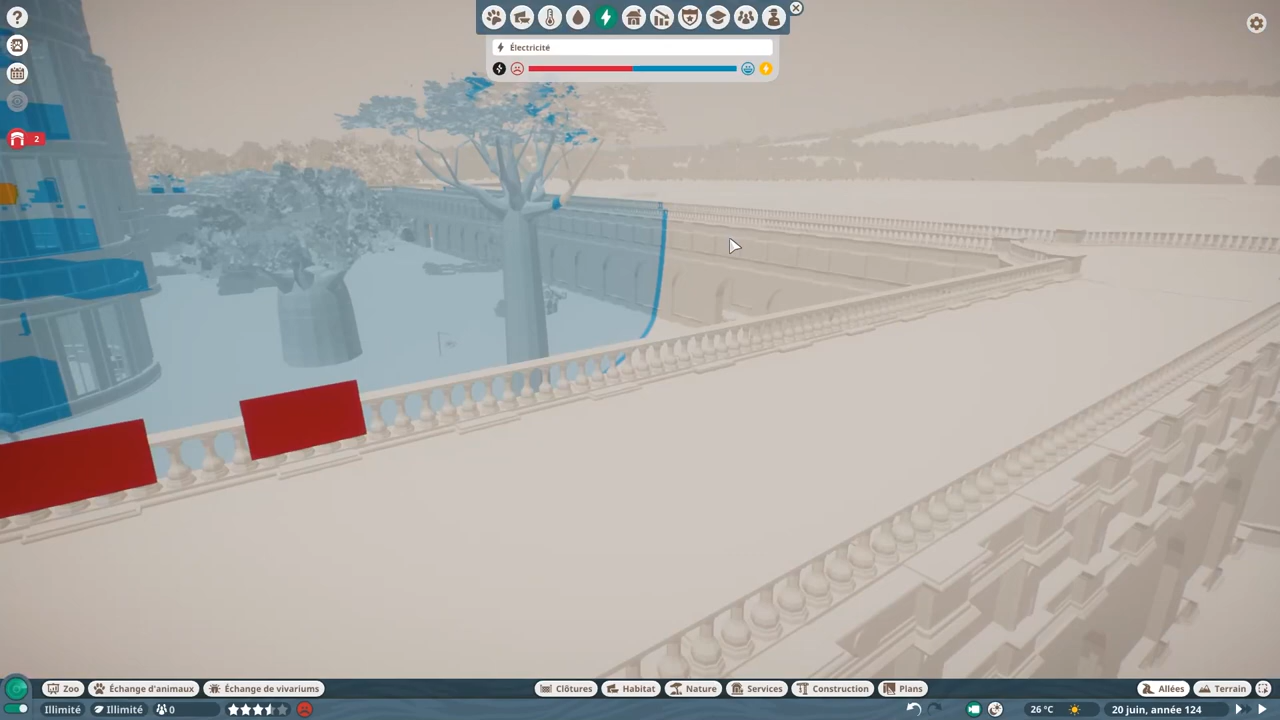 Électricité
2
Zoo
Échange d'animaux
Échange de vivariums
Clôtures
Habitat
Nature
Services
Construction
Plans
Allées
Terrain
Illimité
Illimité
0
26 °C
20 juin, année 124